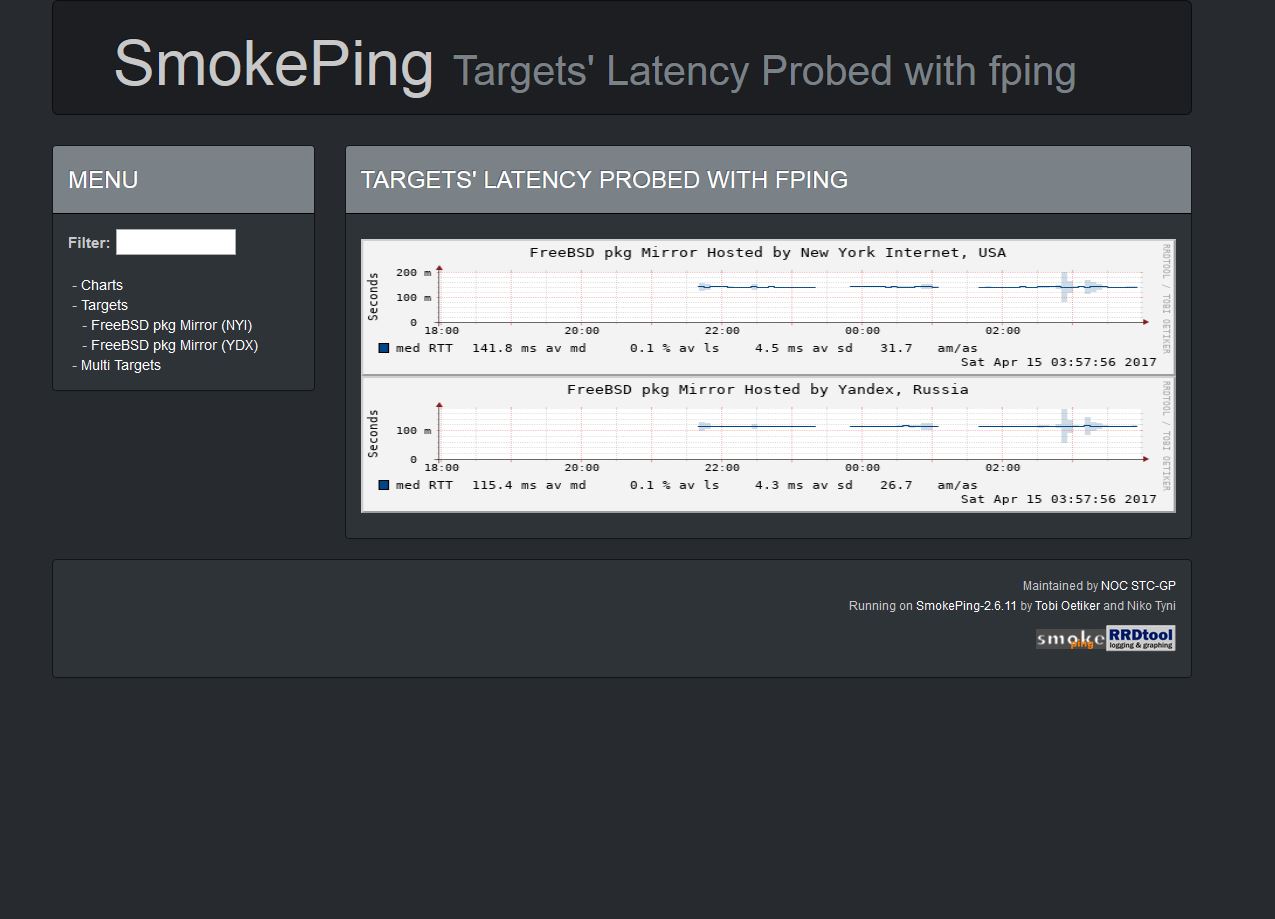 SmokePing Targets' Latency Probed with fping
MENU
Filter:
- Charts
- Targets
- FreeBSD pkg Mirror (NYI)
- FreeBSD pkg Mirror (YDX)
- Multi Targets
TARGETS' LATENCY PROBED WITH FPING
FreeBSD pkg Mirror Hosted by New York Internet, USA
RRDTOOL / TOBI OETIKER
Seconds
200 m
100 m
0
18:00 20:00 22:00 00:00 02:00
med RTT 141.8 ms av md 0.1 % av ls 4.5 ms av sd 31.7 am/as
Sat Apr 15 03:57:56 2017
FreeBSD pkg Mirror Hosted by Yandex, Russia
RRDTOOL / TOBI OETIKER
Seconds
100 m
0
18:00 20:00 22:00 00:00 02:00
med RTT 115.4 ms av md 0.1 % av ls 4.3 ms av sd 26.7 am/as
Sat Apr 15 03:57:56 2017
Maintained by NOC STC-GP
Running on SmokePing-2.6.11 by Tobi Oetiker and Niko Tyni
smoke ping
RRDtool
logging & graphing